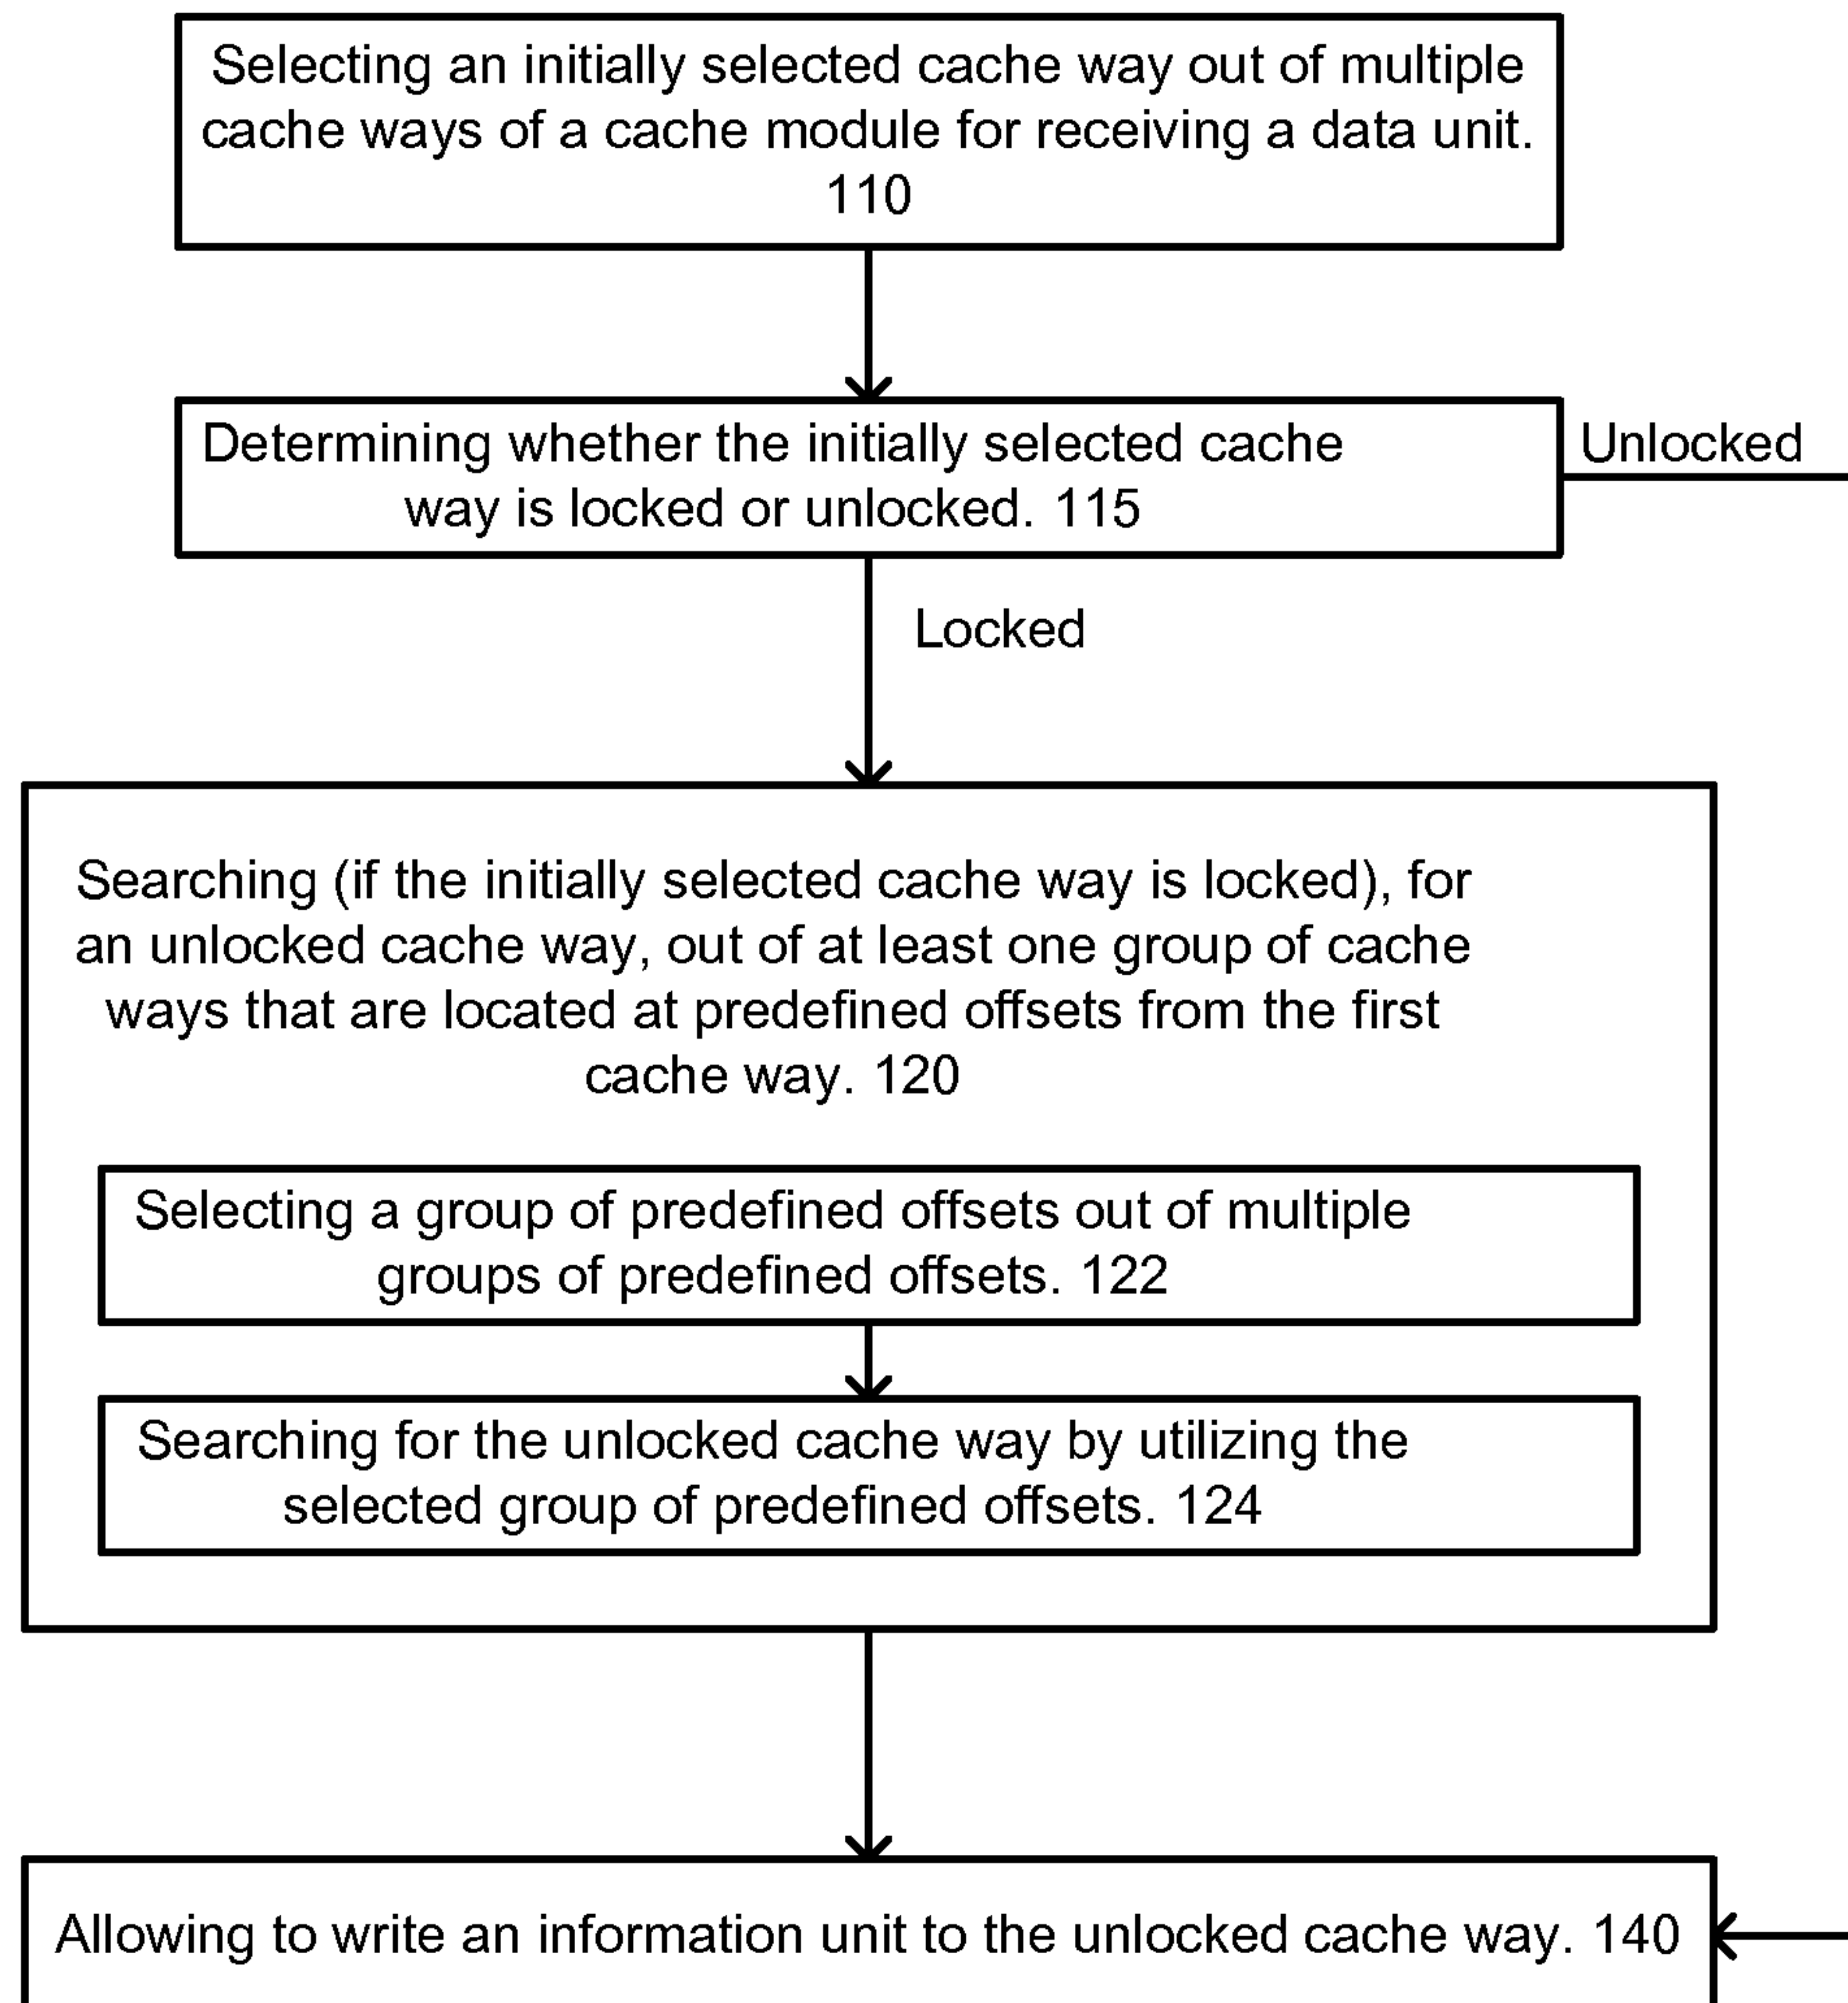 Selecting an initially selected cache way out of multiple
cache ways of a cache module for receiving a data unit.
110
Determining whether the initially selected cache
way is locked or unlocked. 115
Unlocked
Locked
Searching (if the initially selected cache way is locked), for
an unlocked cache way, out of at least one group of cache
ways that are located at predefined offsets from the first
cache way. 120
Selecting a group of predefined offsets out of multiple
groups of predefined offsets. 122
Searching for the unlocked cache way by utilizing the
selected group of predefined offsets. 124
Allowing to write an information unit to the unlocked cache way. 140